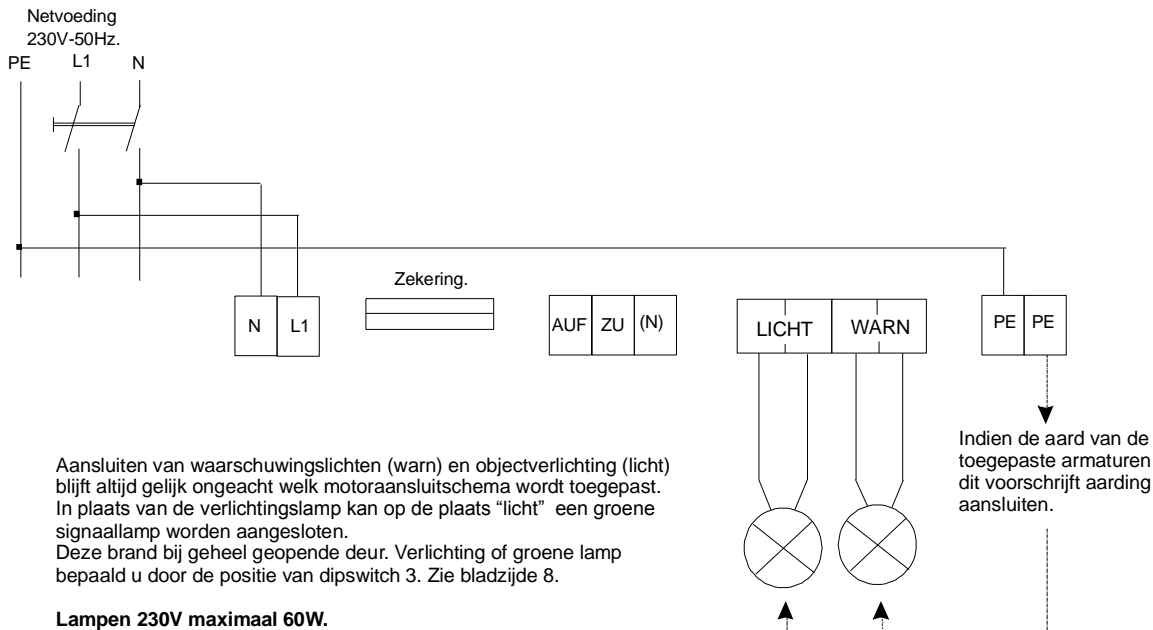 Netvoeding
230V-50Hz.
PE L1 N
Zekering.
N L1 AUF ZU (N) LICHT WARN PE PE
Indien de aard van de
toegepaste armaturen
dit voorschrijft aarding
aansluiten.
Aansluiten van waarschuwingslichten (warn) en objectverlichting (licht)
blijft altijd gelijk ongeacht welk motoraansluitschema wordt toegepast.
In plaats van de verlichtingslamp kan op de plaats “licht” een groene
signaallamp worden aangesloten.
Deze brand bij geheel geopende deur. Verlichting of groene lamp
bepaald u door de positie van dipswitch 3. Zie bladzijde 8.
Lampen 230V maximaal 60W.